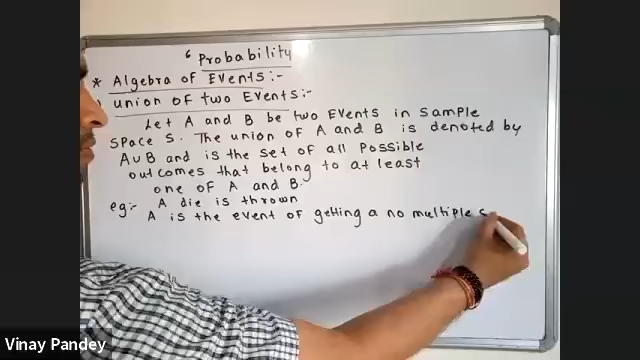 ‘ Probability
* Algebra of Events:-
union of two Events:-
Let A and B be two Events in sample
space S. The union of A and B is denoted by
A∪B and is the set of all possible
outcomes that belong to at least
one of A and B.
eg:- A die is thrown
A is the event of getting a no multiple
Vinay Pandey